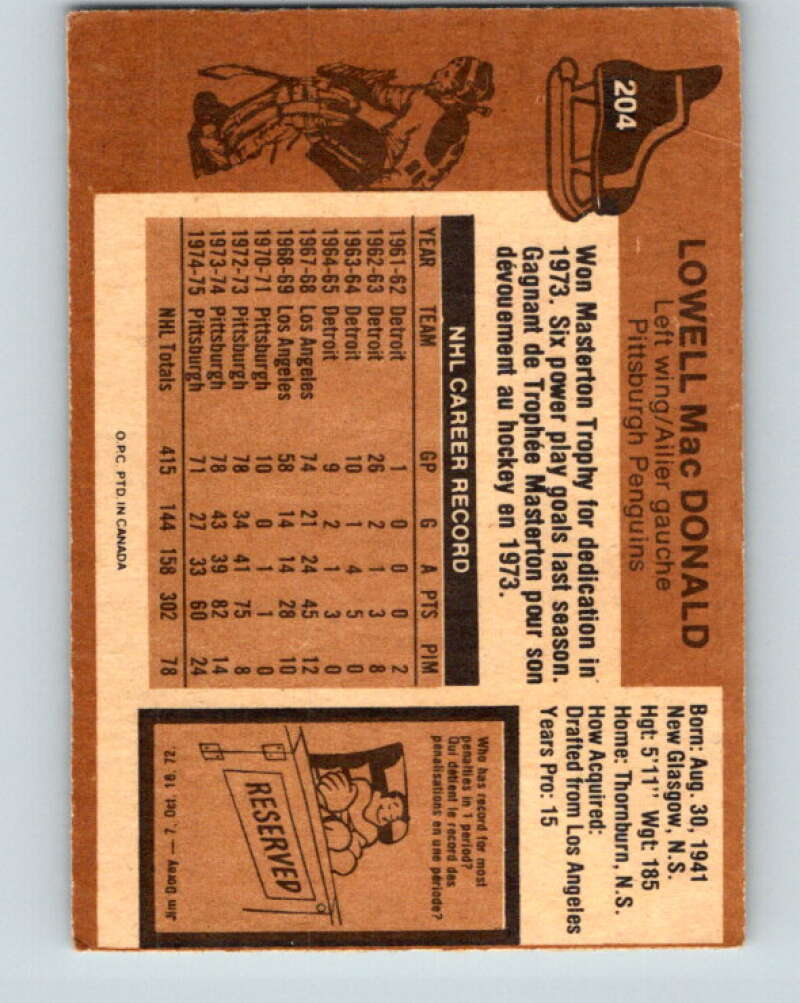 204
LOWELL Mac DONALD
Left wing/Ailier gauche
Pittsburgh Penguins
Won Masterton Trophy for dedication in
1973. Six power play goals last season.
Gagnant de Trophée Masterton pour son
dévouement au hockey en 1973.
Born: Aug. 30, 1941
New Glasgow, N.S.
Hgt: 5'11" Wgt: 185
Home: Thornburn, N.S.
How Acquired:
Drafted from Los Angeles
Years Pro: 15
NHL CAREER RECORD
YEAR TEAM GP G A PTS PIM
1961-62 Detroit 1 0 0 0 2
1962-63 Detroit 26 2 1 3 8
1963-64 Detroit 10 1 4 5 0
1964-65 Detroit 9 2 1 3 0
1967-68 Los Angeles 74 21 24 45 12
1968-69 Los Angeles 58 14 14 28 10
1970-71 Pittsburgh 10 0 1 1 0
1972-73 Pittsburgh 78 34 41 75 8
1973-74 Pittsburgh 78 43 39 82 14
1974-75 Pittsburgh 71 27 33 60 24
NHL Totals 415 144 158 302 78
O.P.C. PTD. IN CANADA
Who has record for most
penalties in 1 period?
Qui détient le record des
pénalisations en une période?
RESERVED
Jim Dorey — 7, Oct. 16, '72.